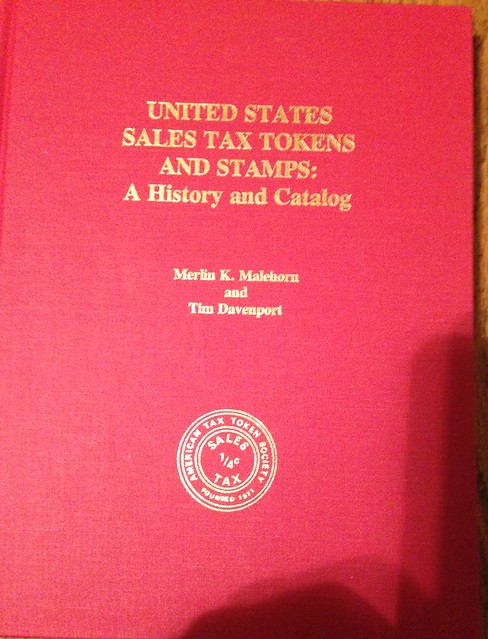 UNITED STATES
SALES TAX TOKENS
AND STAMPS:
A History and Catalog
Merlin K. Malehorn
and
Tim Davenport
AMERICAN TAX TOKEN SOCIETY
SALES
1/4¢
TAX
FOUNDED 1971